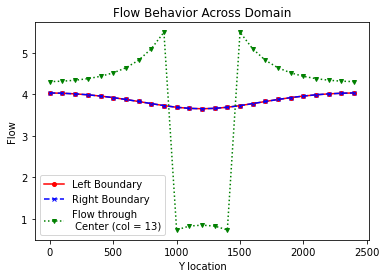 Flow Behavior Across Domain
Flow
5
4
3
2
1
Left Boundary
Right Boundary
Flow through
Center (col = 13)
0
500
1000
1500
2000
2500
Y location